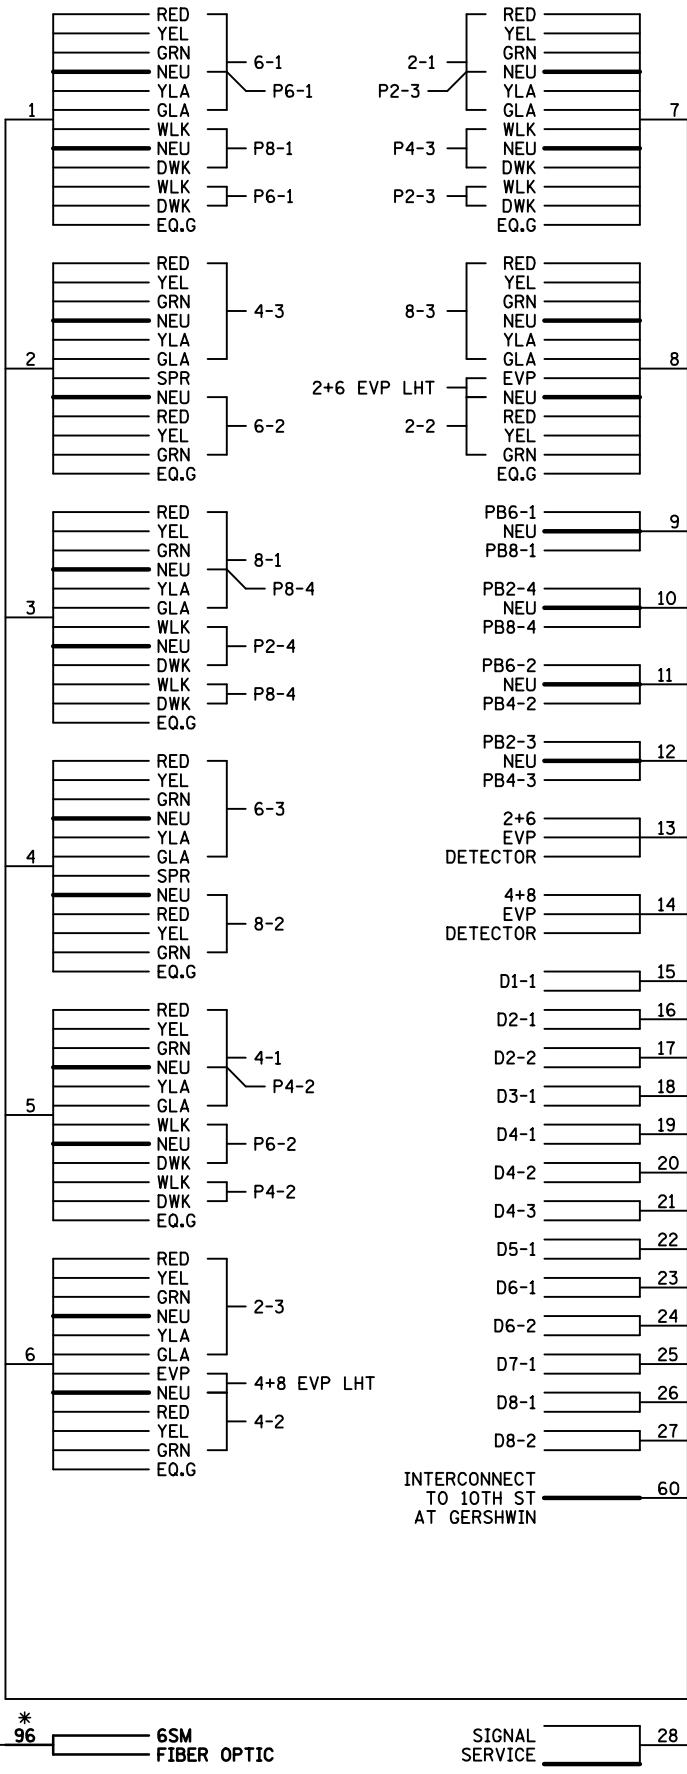 1
RED
YEL
GRN
NEU
YLA
GLA
WLK
NEU
DWK
WLK
DWK
EQ.G
6-1
P6-1
P8-1
P6-1
2
RED
YEL
GRN
NEU
YLA
GLA
SPR
NEU
RED
YEL
GRN
EQ.G
4-3
6-2
3
RED
YEL
GRN
NEU
YLA
GLA
WLK
NEU
DWK
WLK
DWK
EQ.G
8-1
P8-4
P2-4
P8-4
4
RED
YEL
GRN
NEU
YLA
GLA
SPR
NEU
RED
YEL
GRN
EQ.G
6-3
8-2
5
RED
YEL
GRN
NEU
YLA
GLA
WLK
NEU
DWK
WLK
DWK
EQ.G
4-1
P4-2
P6-2
P4-2
6
RED
YEL
GRN
NEU
YLA
GLA
EVP
NEU
RED
YEL
GRN
EQ.G
2-3
4+8 EVP LHT
4-2
2-1
P2-3
P4-3
P2-3
RED
YEL
GRN
NEU
YLA
GLA
WLK
NEU
DWK
WLK
DWK
EQ.G
7
8-3
2+6 EVP LHT
2-2
RED
YEL
GRN
NEU
YLA
GLA
EVP
NEU
RED
YEL
GRN
EQ.G
8
PB6-1
NEU
PB8-1
9
PB2-4
NEU
PB8-4
10
PB6-2
NEU
PB4-2
11
PB2-3
NEU
PB4-3
12
2+6
EVP
DETECTOR
13
4+8
EVP
DETECTOR
14
D1-1 15
D2-1 16
D2-2 17
D3-1 18
D4-1 19
D4-2 20
D4-3 21
D5-1 22
D6-1 23
D6-2 24
D7-1 25
D8-1 26
D8-2 27
INTERCONNECT
TO 10TH ST
AT GERSHWIN
60
*
96
6SM
FIBER OPTIC
SIGNAL
SERVICE
28